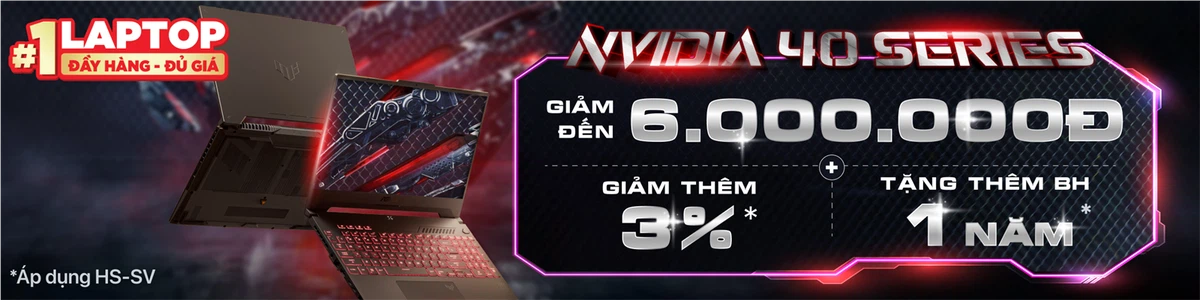 #1 LAPTOP
ĐẦY HÀNG - ĐỦ GIÁ
NVIDIA 40 SERIES
GIẢM
ĐẾN
6.000.000Đ
+
GIẢM THÊM
3%*
TẶNG THÊM BH
1 NĂM*
*Áp dụng HS-SV